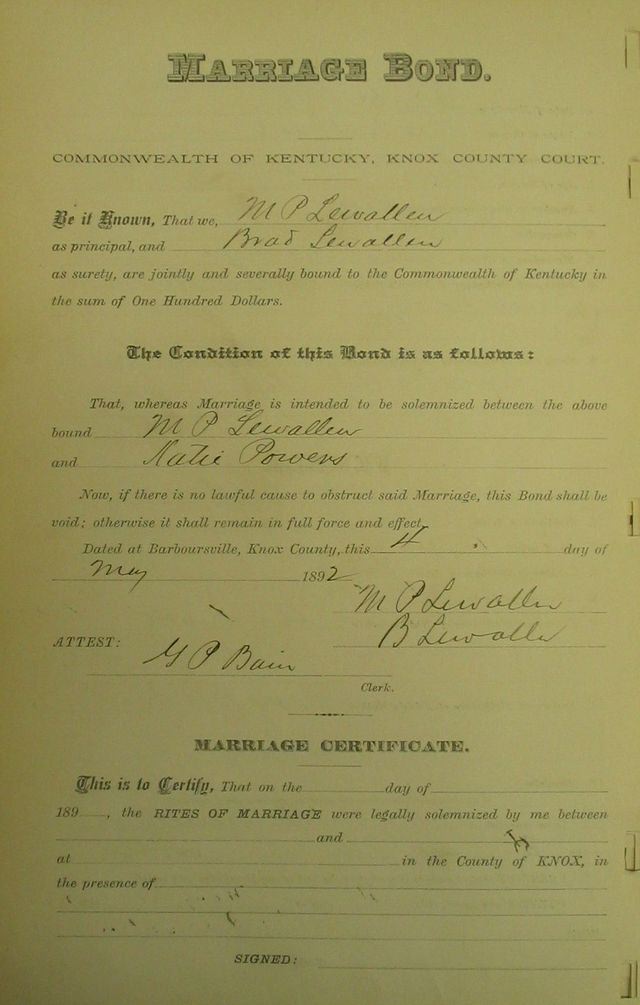 MARRIAGE BOND.
COMMONWEALTH OF KENTUCKY, KNOX COUNTY COURT.
Be it Known, That we, M P Lewallen
as principal, and Brad Lewallen
as surety, are jointly and severally bound to the Commonwealth of Kentucky in
the sum of One Hundred Dollars.
The Condition of this Bond is as follows:
That, whereas Marriage is intended to be solemnized between the above
bound M P Lewallen
and Katie Powers
Now, if there is no lawful cause to obstruct said Marriage, this Bond shall be
void; otherwise it shall remain in full force and effect.
Dated at Barboursville, Knox County, this 4 day of
May 1892
M P Lewallen
B Lewallen
ATTEST:
G P Bain
Clerk.
MARRIAGE CERTIFICATE.
This is to Certify, That on the day of
189 , the RITES OF MARRIAGE were legally solemnized by me between
and
at in the County of KNOX, in
the presence of
SIGNED: